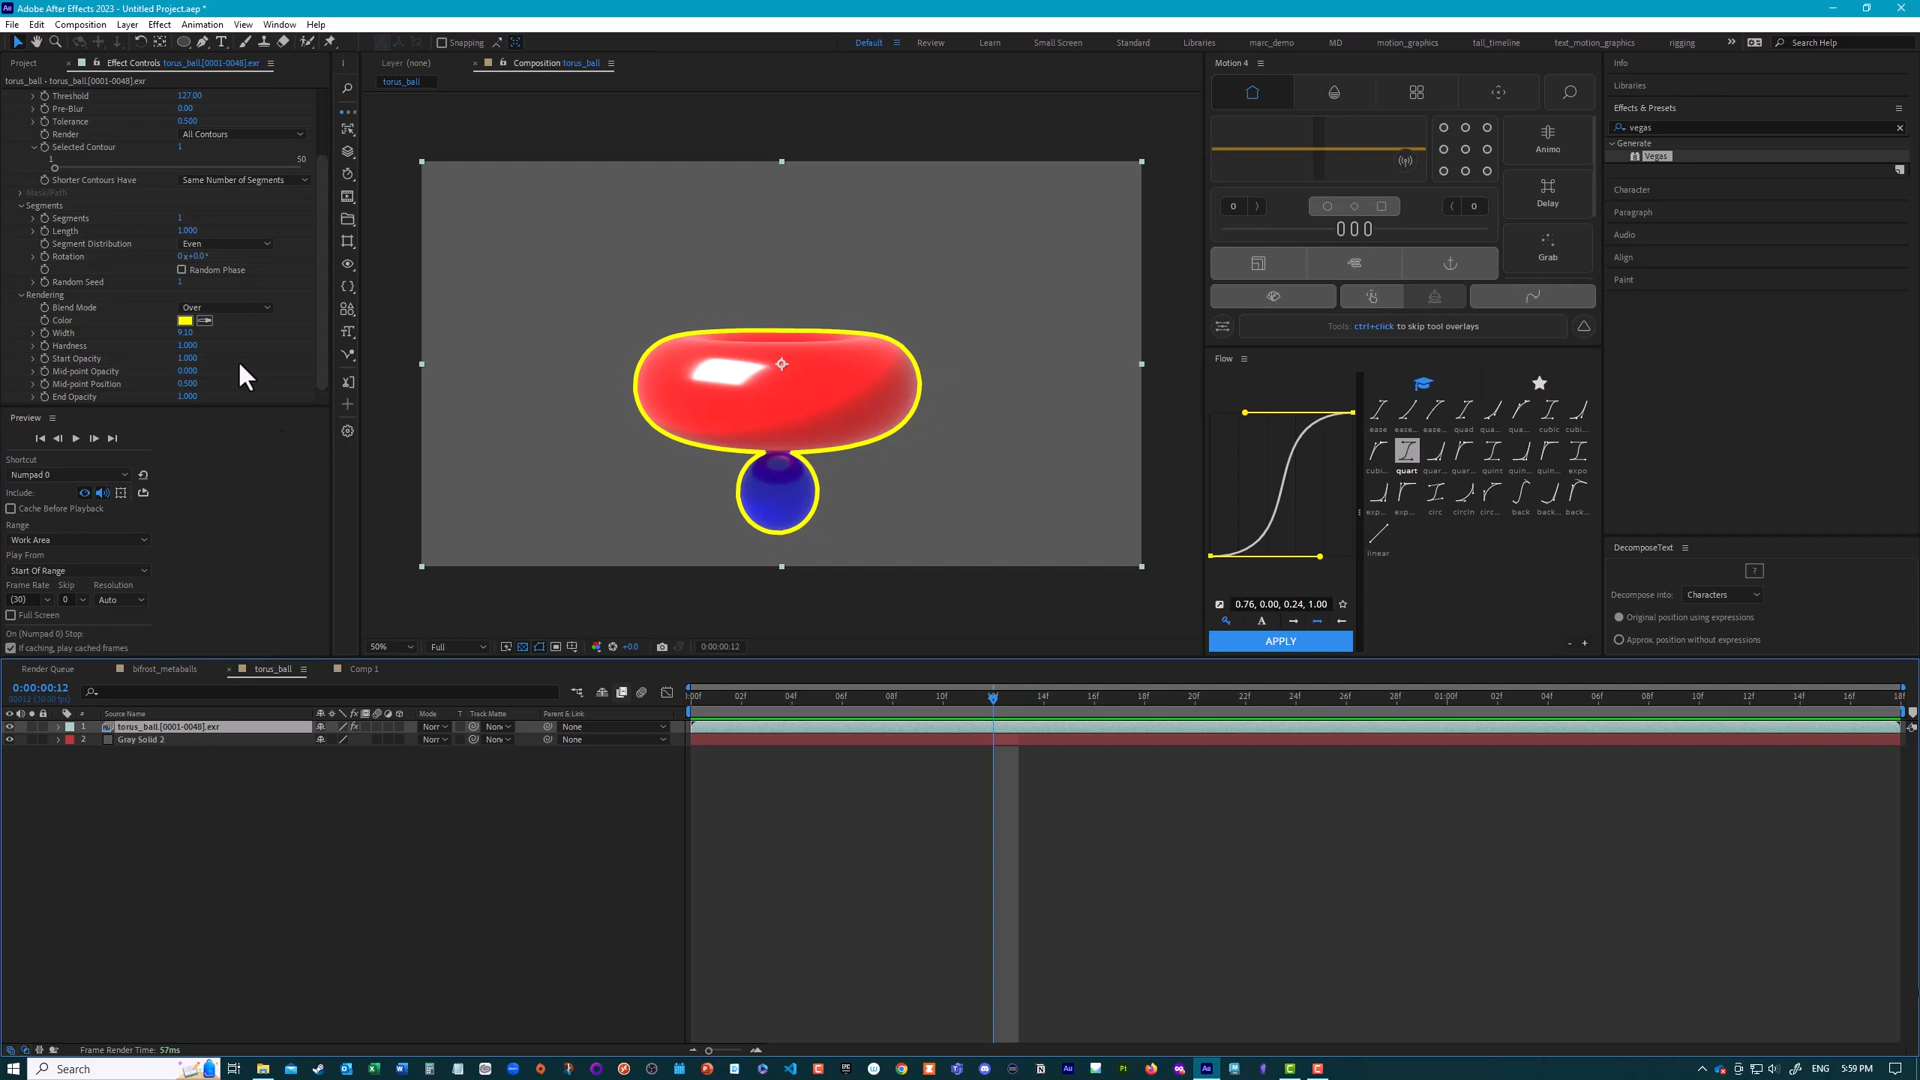 Adobe After Effects 2023 - Untitled Project.aep *
File Edit Composition Layer Effect Animation View Window Help
Snapping
Default Review Learn Small Screen Standard Libraries marc_demo MD motion_graphics tall_timeline text_motion_graphics rigging Search Help
Project Effect Controls torus_ball.[0001-0048].exr
torus_ball • torus_ball.[0001-0048].exr
Threshold 127.00
Pre-Blur 0.00
Tolerance 0.500
Render All Contours
Selected Contour 1
1 50
Shorter Contours Have Same Number of Segments
Mask/Path
Segments
Segments 1
Length 1.000
Segment Distribution Even
Rotation 0x+0.0°
Random Phase
Random Seed 1
Rendering
Blend Mode Over
Color
Width 9.10
Hardness 1.000
Start Opacity 1.000
Mid-point Opacity 0.000
Mid-point Position 0.500
End Opacity 1.000
Preview
Shortcut
Numpad 0
Include:
Cache Before Playback
Range
Work Area
Play From
Start Of Range
Frame Rate Skip Resolution
(30) 0 Auto
Full Screen
On (Numpad 0) Stop:
If caching, play cached frames
Layer (none) Composition torus_ball
torus_ball
50% Full +0.0 0:00:00:12
Motion 4
Animo
Delay
Grab
0 0
Tools: ctrl+click to skip tool overlays
Flow
ease ease... ease... quad qua... qua... cubic cubic...
cubi... quart quar... quar... quint quin... quin... expo
exp... exp... circ circl... circ... back back... back...
linear
0.76, 0.00, 0.24, 1.00
A
APPLY
Info
Libraries
Effects & Presets
vegas
Generate
Vegas
Character
Paragraph
Audio
Align
Paint
DecomposeText
?
Decompose into: Characters
Original position using expressions
Approx. position without expressions
Render Queue bifrost_metaballs torus_ball Comp 1
0:00:00:12
00012 (30.00 fps)
:00f 02f 04f 06f 08f 10f 12f 14f 16f 18f 20f 22f 24f 26f 28f 01:00f 02f 04f 06f 08f 10f 12f 14f 16f 18f
# Source Name Mode T Track Matte Parent & Link
1 torus_ball.[0001-0048].exr Norr None
2 Gray Solid 2 Norr None
Frame Render Time: 57ms
Search ENG 5:59 PM